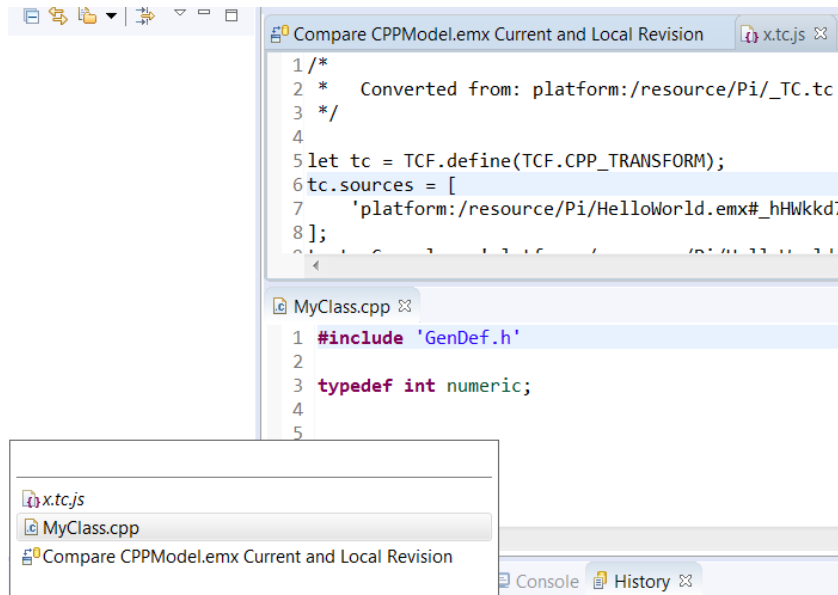 Compare CPPModel.emx Current and Local Revision x.tc.js
1 /*
2 * Converted from: platform:/resource/Pi/_TC.tc
3 */
4
5 let tc = TCF.define(TCF.CPP_TRANSFORM);
6 tc.sources = [
7 'platform:/resource/Pi/HelloWorld.emx#_hHWkkd7
8 ];
MyClass.cpp
1 #include 'GenDef.h'
2
3 typedef int numeric;
4
5
x.tc.js
MyClass.cpp
Compare CPPModel.emx Current and Local Revision
Console History